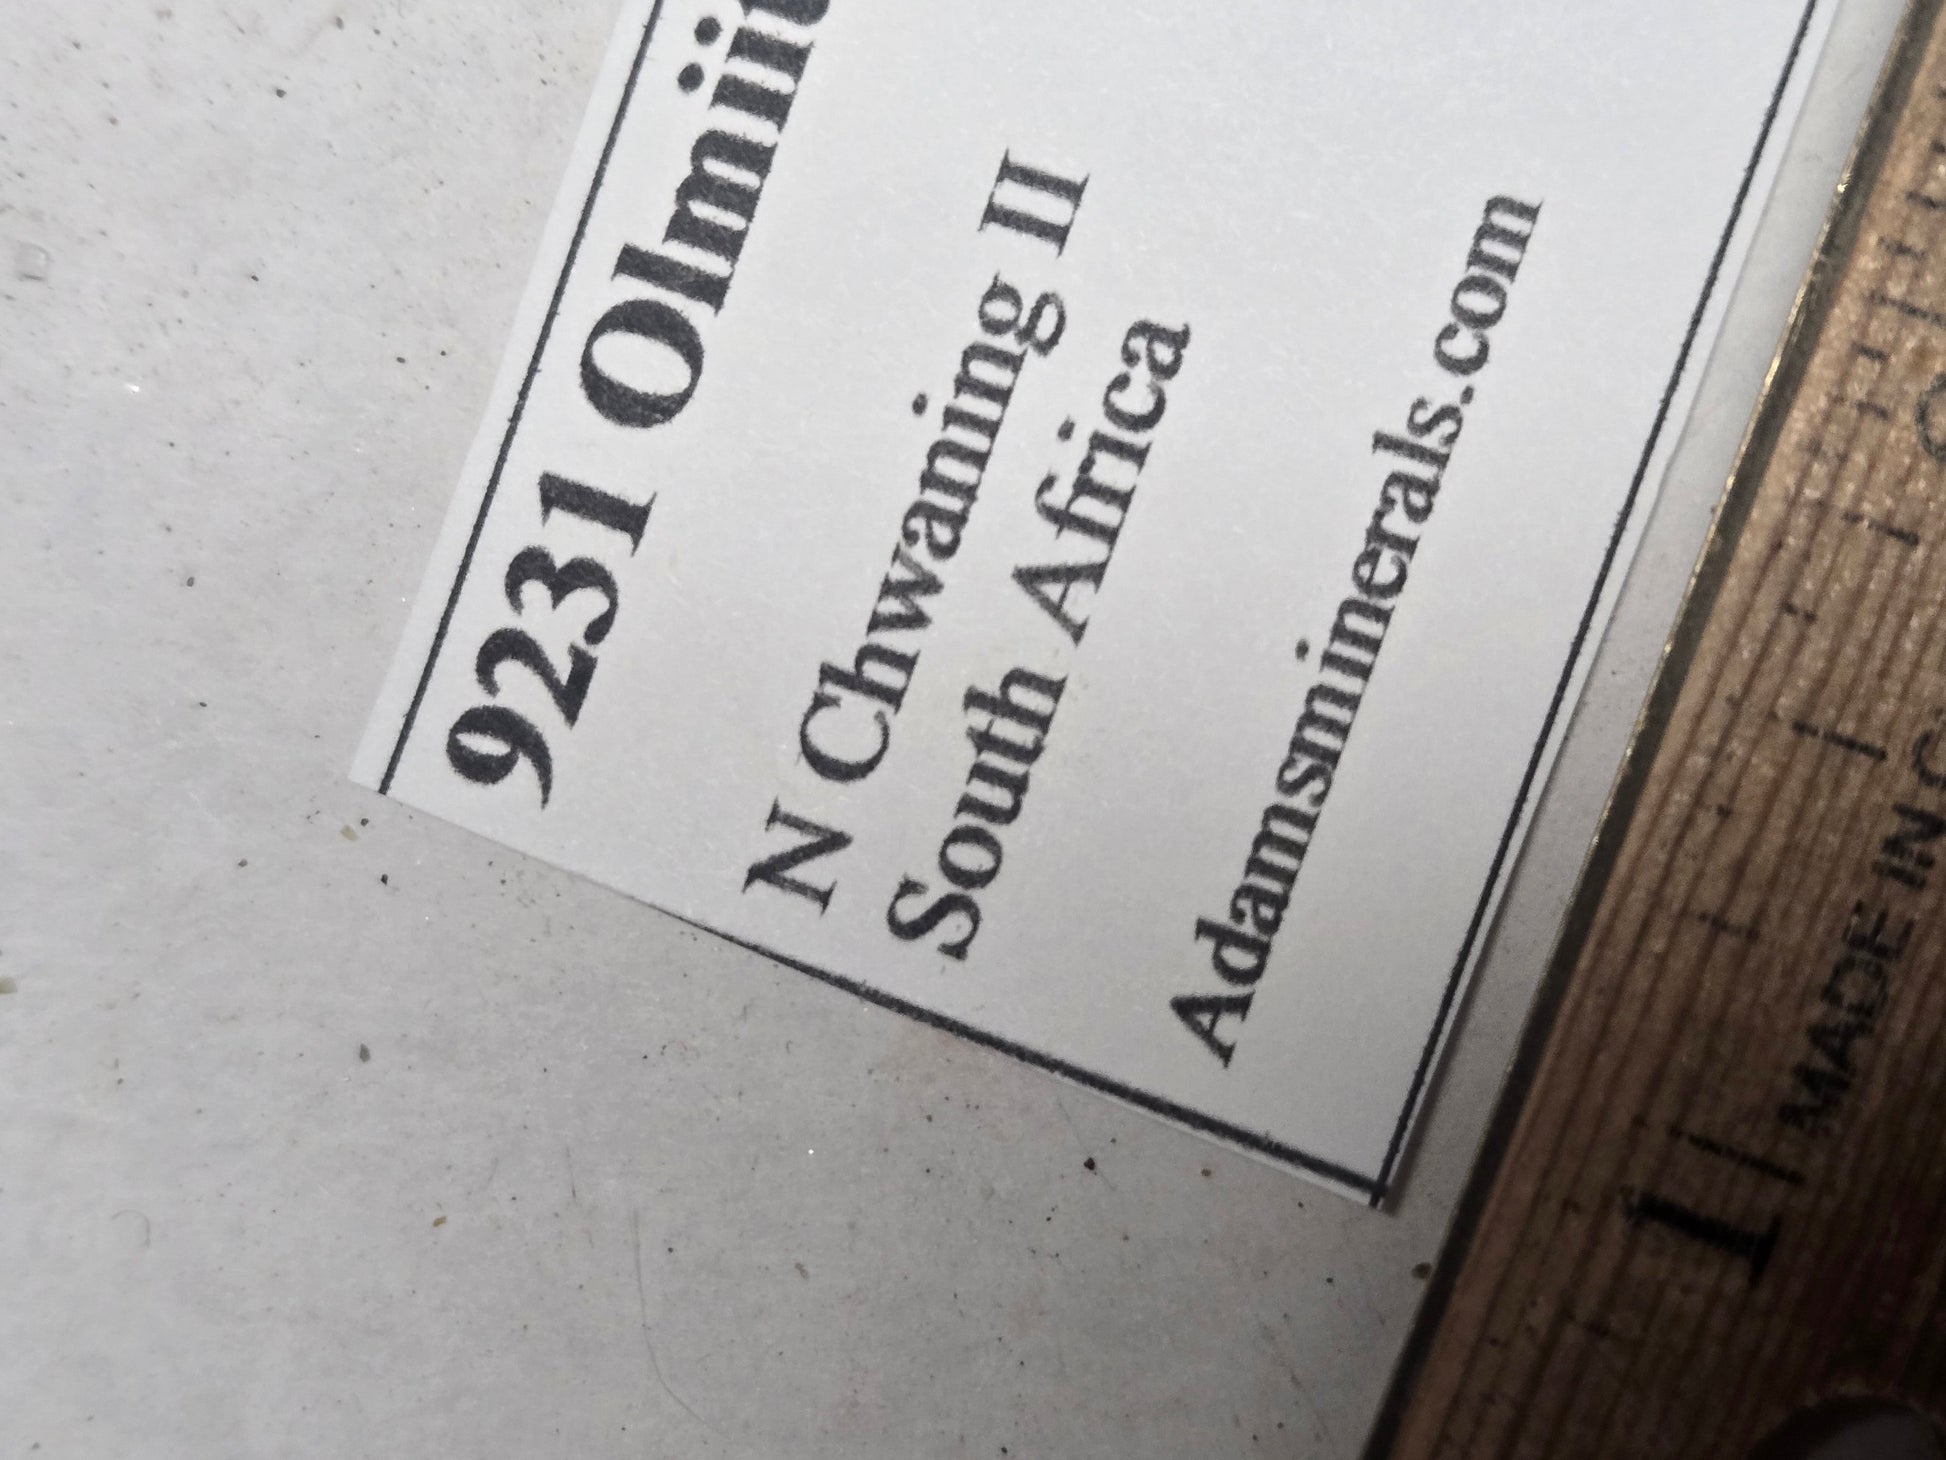 9231 Olmiit
N Chwaning II
South Africa
Adamsminerals.com
1
MADE IN